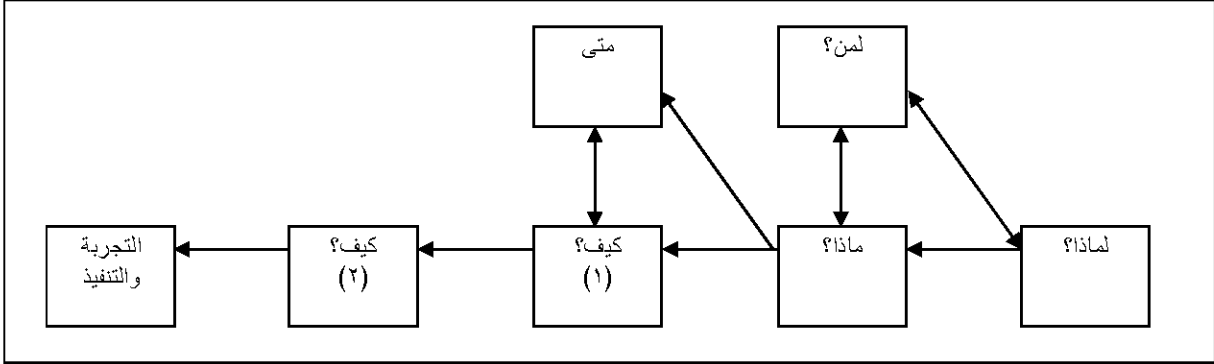 لمن؟
متى
لماذا؟
ماذا؟
كيف؟
(١)
كيف؟
(٢)
التجربة
والتنفيذ